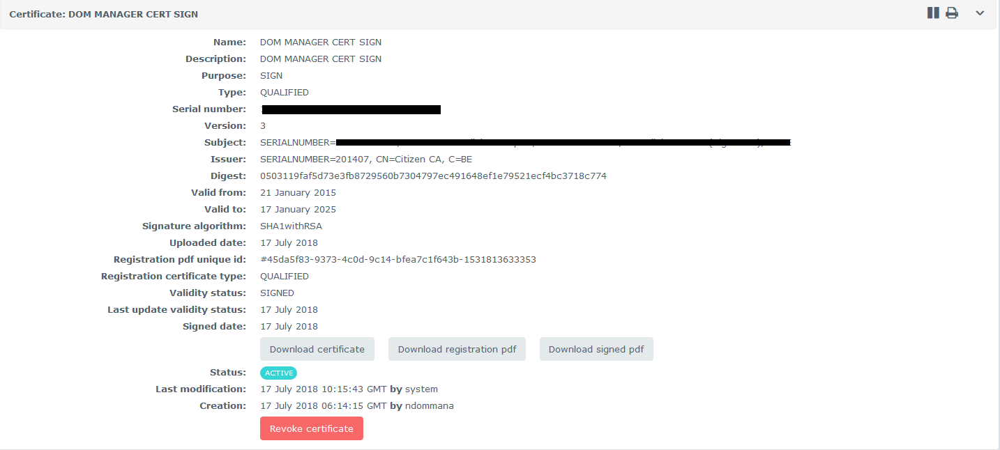 Certificate: DOM MANAGER CERT SIGN
Name: DOM MANAGER CERT SIGN
Description: DOM MANAGER CERT SIGN
Purpose: SIGN
Type: QUALIFIED
Serial number:
Version: 3
Subject: SERIALNUMBER=
Issuer: SERIALNUMBER=201407, CN=Citizen CA, C=BE
Digest: 0503119faf5d73e3fb8729560b7304797ec491648ef1e79521ecf4bc3718c774
Valid from: 21 January 2015
Valid to: 17 January 2025
Signature algorithm: SHA1withRSA
Uploaded date: 17 July 2018
Registration pdf unique id: #45da5f83-9373-4c0d-9c14-bfea7c1f643b-1531813633353
Registration certificate type: QUALIFIED
Validity status: SIGNED
Last update validity status: 17 July 2018
Signed date: 17 July 2018
Download certificate Download registration pdf Download signed pdf
Status: ACTIVE
Last modification: 17 July 2018 10:15:43 GMT by system
Creation: 17 July 2018 06:14:15 GMT by ndommana
Revoke certificate